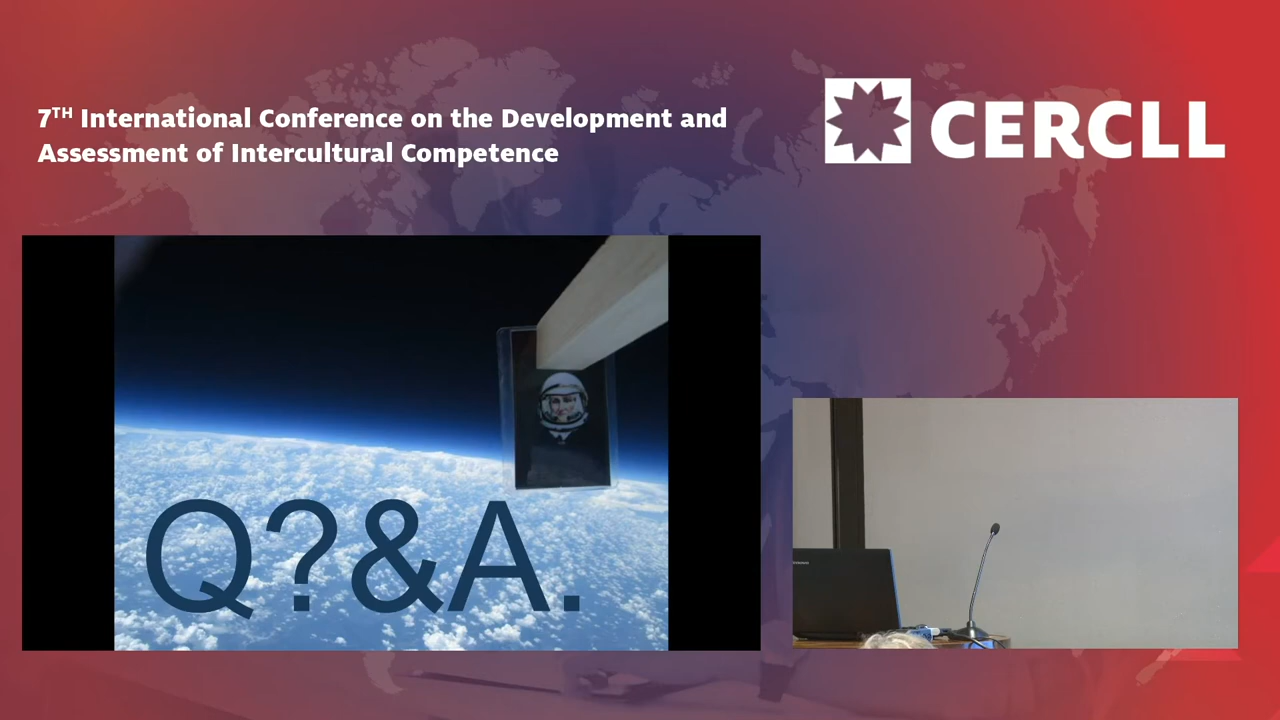 7TH International Conference on the Development and
Assessment of Intercultural Competence
CERCLL
Q?&A.